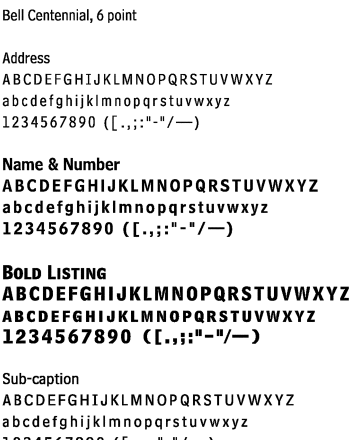 Bell Centennial, 6 point
Address
ABCDEFGHIJKLMNOPQRSTUVWXYZ
abcdefghijklmnopqrstuvwxyz
1234567890 ([.,;:"-"/—)
Name & Number
ABCDEFGHIJKLMNOPQRSTUVWXYZ
abcdefghijklmnopqrstuvwxyz
1234567890 ([.,;:"-"/—)
BOLD LISTING
ABCDEFGHIJKLMNOPQRSTUVWXYZ
ABCDEFGHIJKLMNOPQRSTUVWXYZ
1234567890 ([.,;:"-"/—)
Sub-caption
ABCDEFGHIJKLMNOPQRSTUVWXYZ
abcdefghijklmnopqrstuvwxyz